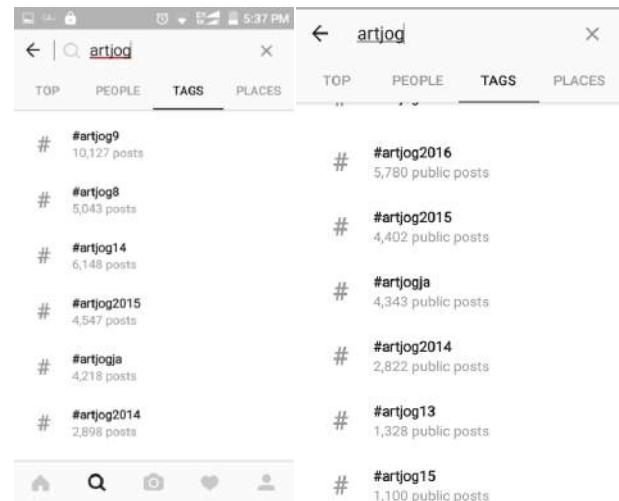 5:37 PM
artjog
TOP PEOPLE TAGS PLACES
# #artjog9
10,127 posts
# #artjog8
5,043 posts
# #artjog14
6,148 posts
# #artjog2015
4,547 posts
# #artjogja
4,218 posts
# #artjog2014
2,898 posts
artjog
TOP PEOPLE TAGS PLACES
# #artjog2016
5,780 public posts
# #artjog2015
4,402 public posts
# #artjogja
4,343 public posts
# #artjog2014
2,822 public posts
# #artjog13
1,328 public posts
# #artjog15
1,100 public posts